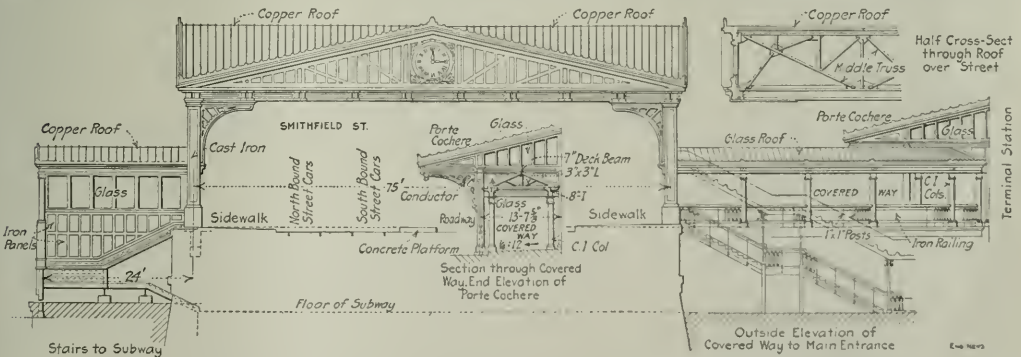 Copper Roof
Copper Roof
Copper Roof
Middle Truss
Half Cross-Sect
through Roof
over Street
Copper Roof
Glass
Iron
Panels
24'
Stairs to Subway
Cast Iron
SMITHFIELD ST.
North Bound
Street Cars
South Bound
Street Cars
75'
Sidewalk
Concrete Platform
Floor of Subway
Porte
Cochere
Glass
7" Deck Beam
3"x3"L
Conductor
8"I
Roadway
Glass
13-7⅞"
COVERED
WAY
C.I Col
Section through Covered
Way, End Elevation of
Porte Cochere
Sidewalk
Glass Roof
Porte Cochere
Glass
COVERED WAY
C.I
Cols.
1"x1" Posts
Iron Railing
Terminal Station
Outside Elevation of
Covered Way to Main Entrance
ENG NEWS